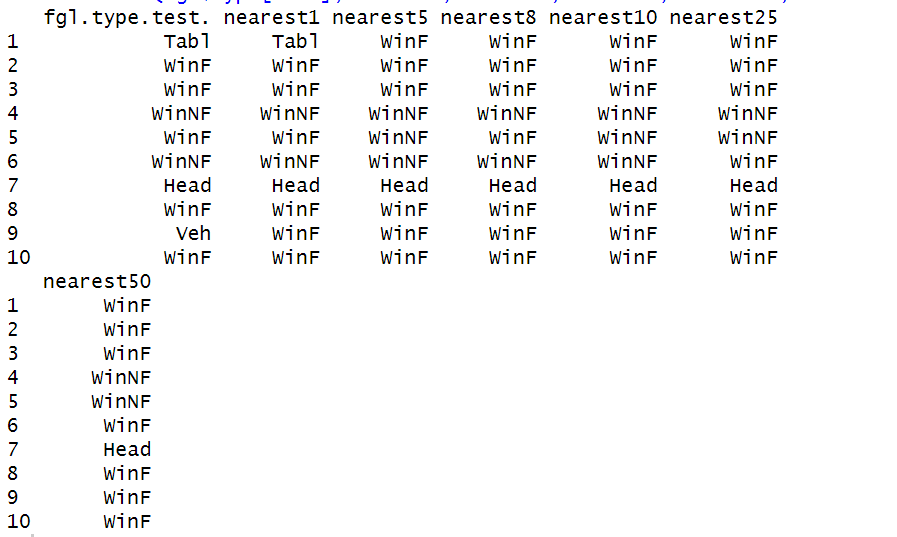 fgl.type.test. nearest1 nearest5 nearest8 nearest10 nearest25
1 Tabl Tabl WinF WinF WinF WinF
2 WinF WinF WinF WinF WinF WinF
3 WinF WinF WinF WinF WinF WinF
4 WinNF WinNF WinNF WinNF WinNF WinNF
5 WinF WinF WinNF WinF WinNF WinNF
6 WinNF WinNF WinNF WinNF WinNF WinF
7 Head Head Head Head Head Head
8 WinF WinF WinF WinF WinF WinF
9 Veh WinF WinF WinF WinF WinF
10 WinF WinF WinF WinF WinF WinF
nearest50
1 WinF
2 WinF
3 WinF
4 WinNF
5 WinNF
6 WinF
7 Head
8 WinF
9 WinF
10 WinF